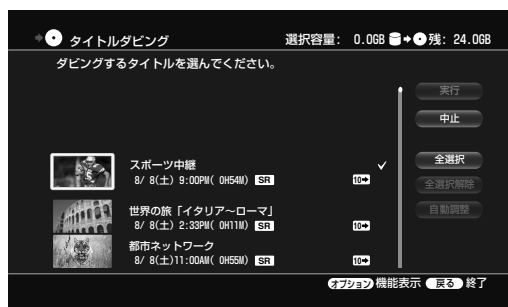 タイトルダビング 選択容量: 0.0GB 残: 24.0GB
ダビングするタイトルを選んでください。
実行
中止
スポーツ中継
8/ 8(土) 9:00PM( 0H54M) SR 10
全選択
全選択解除
世界の旅「イタリア～ローマ」
8/ 8(土) 2:33PM( 0H11M) SR 10
自動調整
都市ネットワーク
8/ 8(土)11:00AM( 0H55M) SR 10
オプション 機能表示 戻る 終了